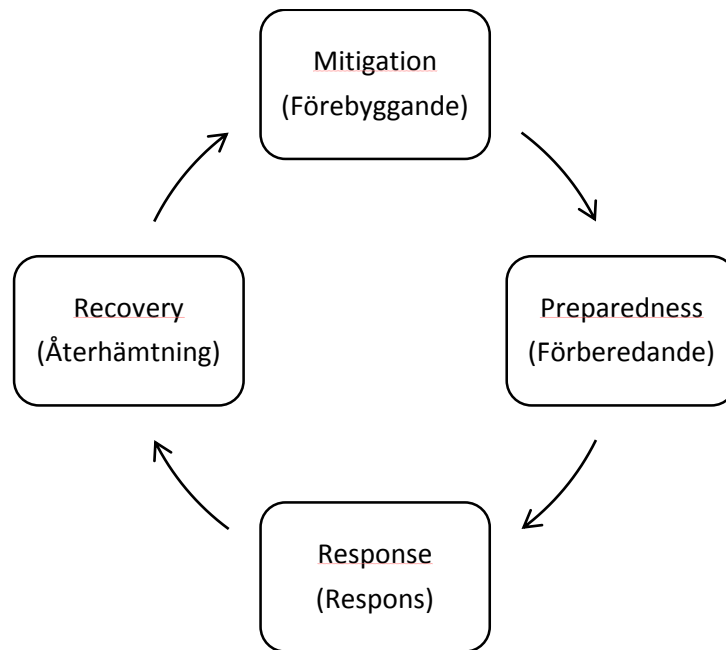 Mitigation
(Förebyggande)
Recovery
(Återhämtning)
Preparedness
(Förberedande)
Response
(Respons)